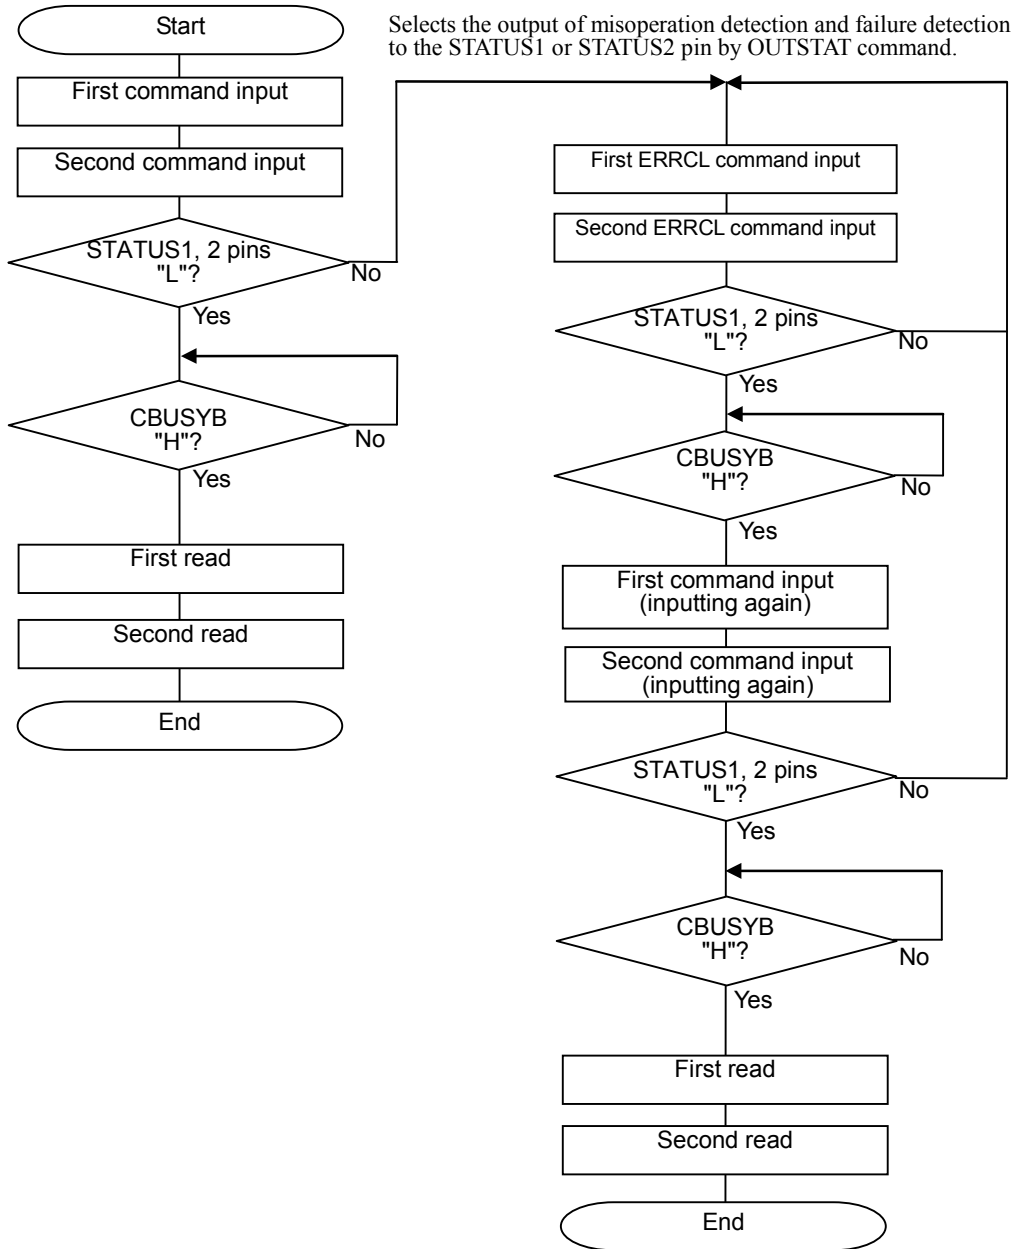 Selects the output of misoperation detection and failure detection
to the STATUS1 or STATUS2 pin by OUTSTAT command.
Start
First command input
Second command input
STATUS1, 2 pins
"L"?
No
Yes
CBUSYB
"H"?
No
Yes
First read
Second read
End
First ERRCL command input
Second ERRCL command input
STATUS1, 2 pins
"L"?
No
Yes
CBUSYB
"H"?
No
Yes
First command input
(inputting again)
Second command input
(inputting again)
STATUS1, 2 pins
"L"?
No
Yes
CBUSYB
"H"?
No
Yes
First read
Second read
End